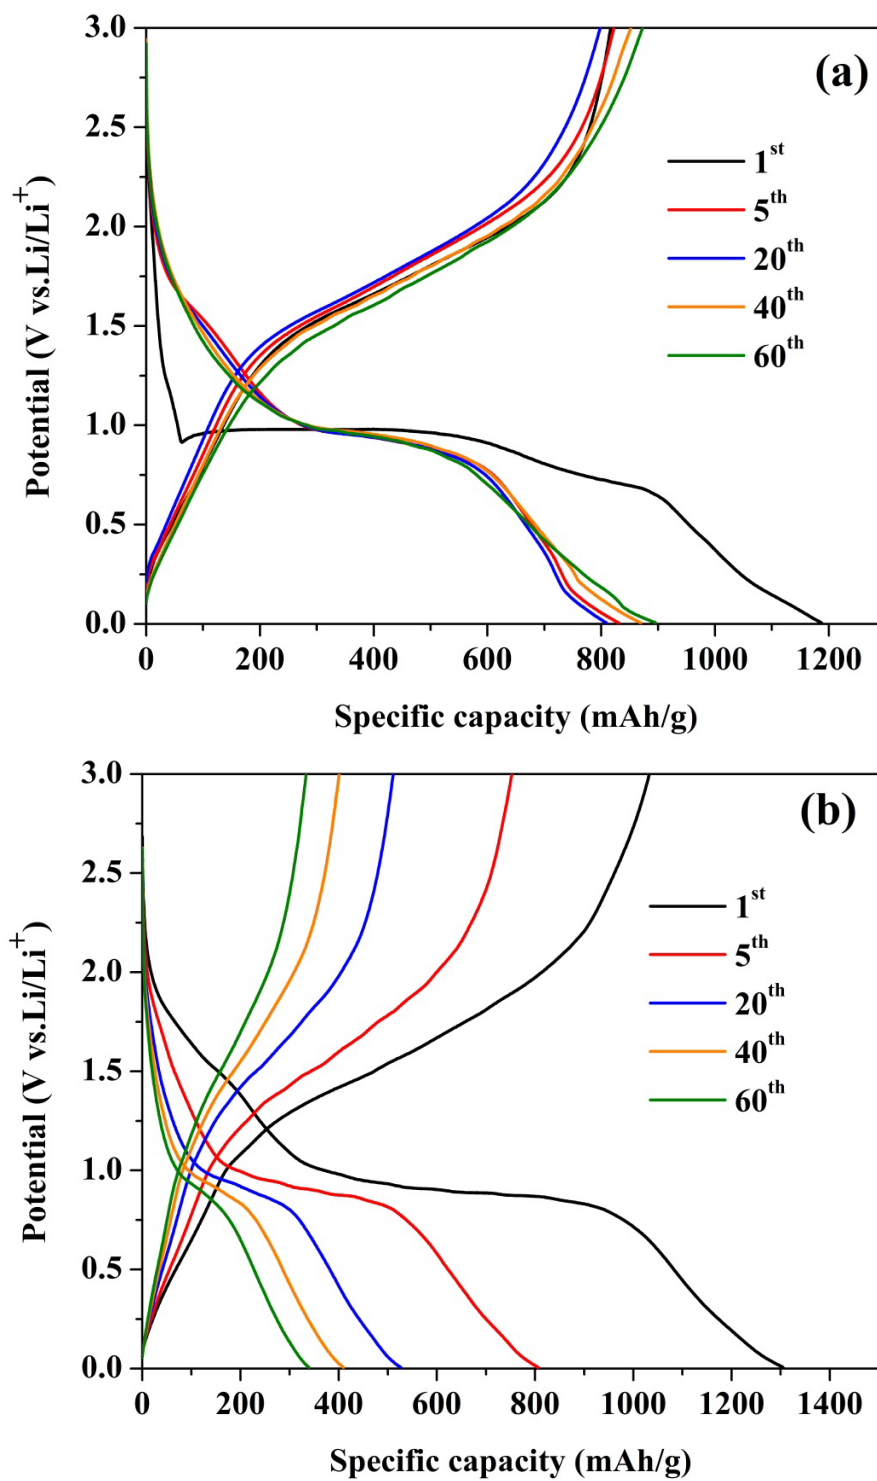 (a)
3.0
2.5
2.0
1.5
1.0
0.5
0.0
Potential (V vs.Li/Li⁺)
1ˢᵗ
5ᵗʰ
20ᵗʰ
40ᵗʰ
60ᵗʰ
0 200 400 600 800 1000 1200
Specific capacity (mAh/g)
(b)
3.0
2.5
2.0
1.5
1.0
0.5
0.0
Potential (V vs.Li/Li⁺)
1ˢᵗ
5ᵗʰ
20ᵗʰ
40ᵗʰ
60ᵗʰ
0 200 400 600 800 1000 1200 1400
Specific capacity (mAh/g)